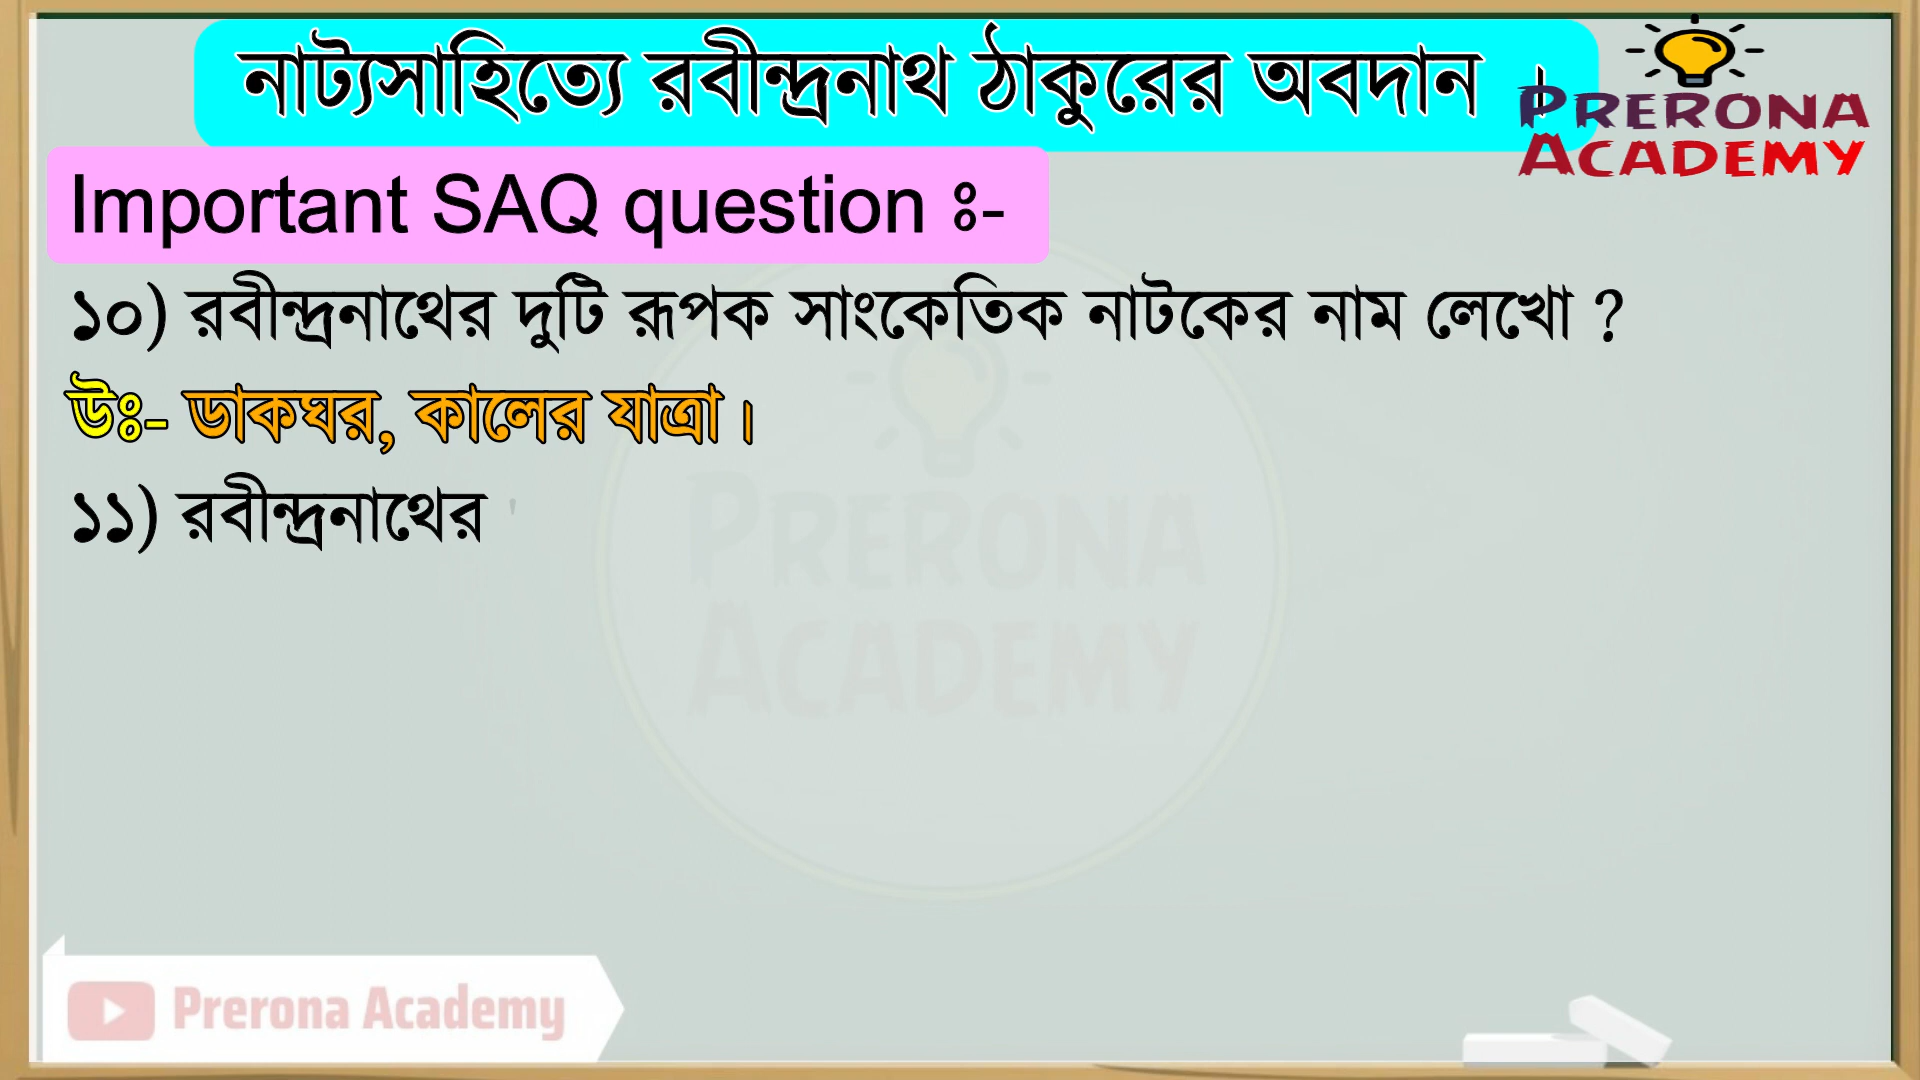 নাট্যসাহিত্যে রবীন্দ্রনাথ ঠাকুরের অবদান ।
PRERONA
ACADEMY
Important SAQ question ঃ-
১০) রবীন্দ্রনাথের দুটি রূপক সাংকেতিক নাটকের নাম লেখো ?
উঃ- ডাকঘর, কালের যাত্রা।
১১) রবীন্দ্রনাথের '
PRERONA
ACADEMY
Prerona Academy